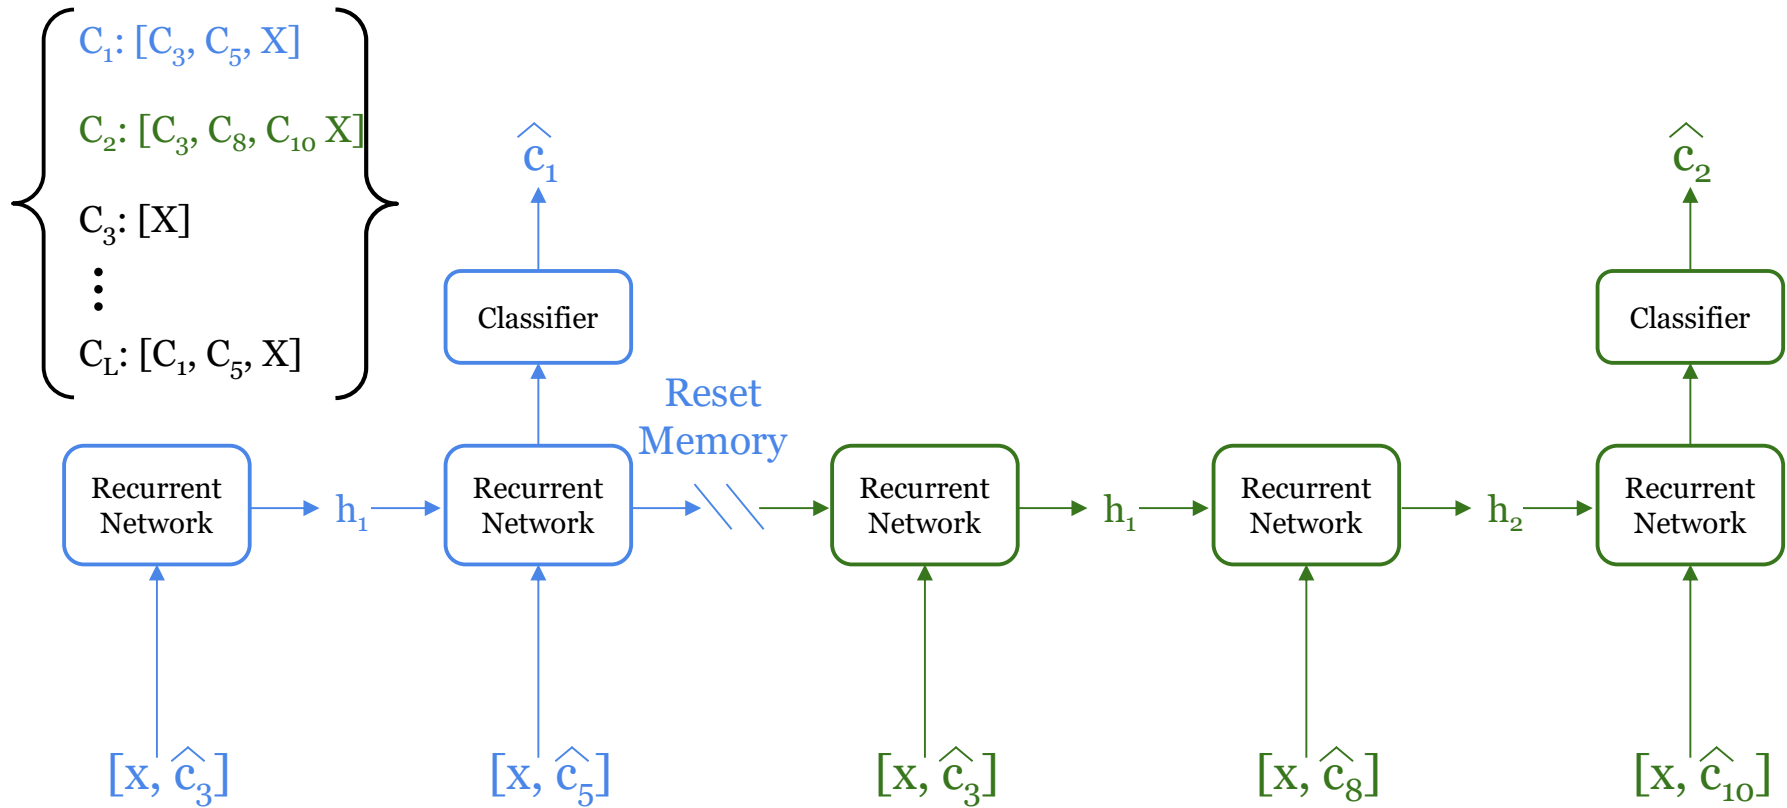 C₁: [C₃, C₅, X]
C₂: [C₃, C₈, C₁₀ X]
C₃: [X]
⋮
C_L: [C₁, C₅, X]
ĉ₁
ĉ₂
Classifier
Classifier
Reset
Memory
Recurrent
Network
h₁
Recurrent
Network
Recurrent
Network
h₁
Recurrent
Network
h₂
Recurrent
Network
[x, ĉ₃]
[x, ĉ₅]
[x, ĉ₃]
[x, ĉ₈]
[x, ĉ₁₀]